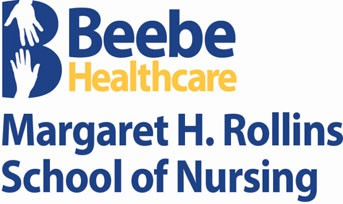 Beebe
Healthcare
Margaret H. Rollins
School of Nursing